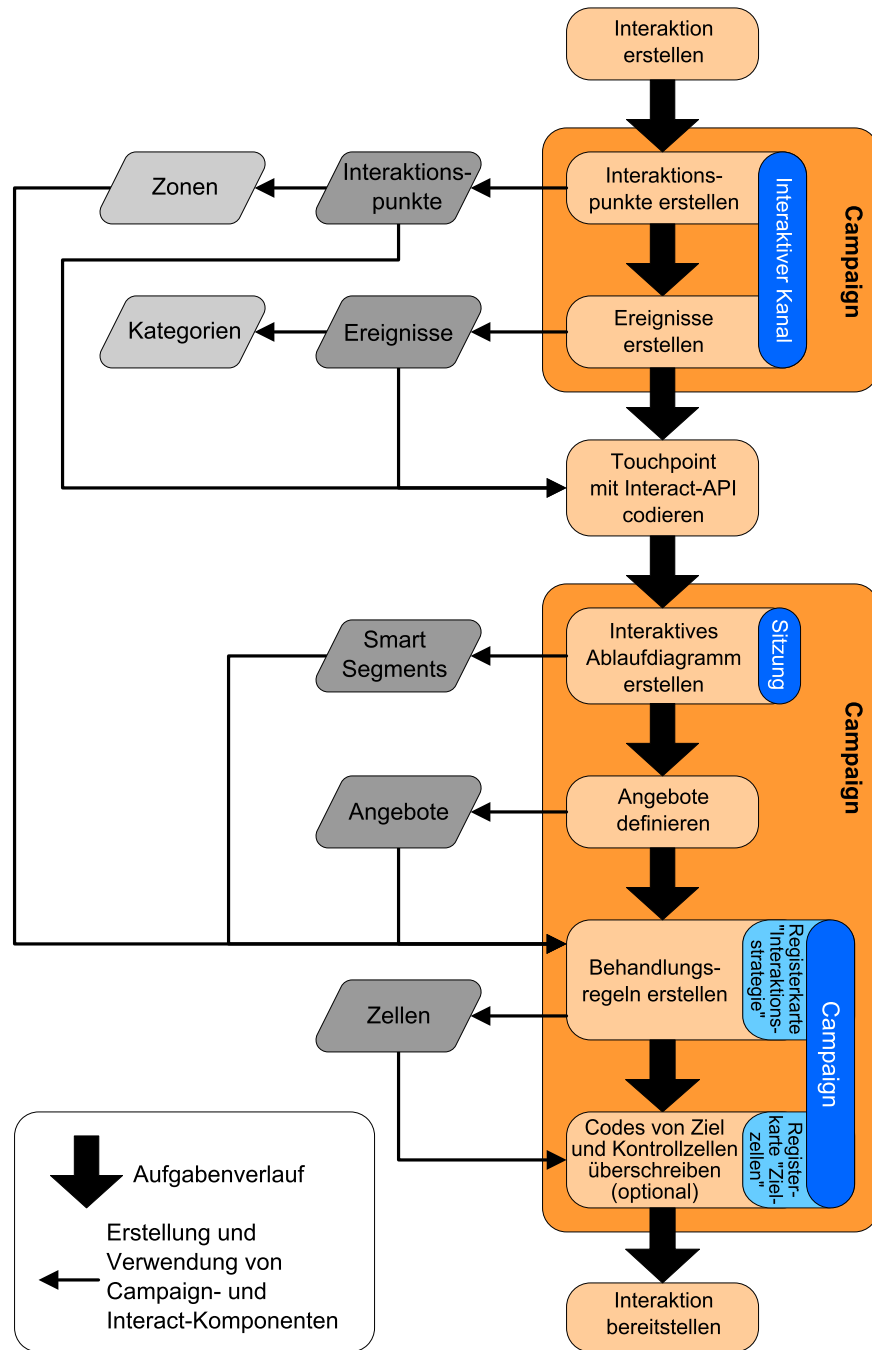 Interaktion
erstellen
Zonen
Interaktions-
punkte
Interaktions-
punkte erstellen
Interaktiver Kanal
Campaign
Kategorien
Ereignisse
Ereignisse
erstellen
Touchpoint
mit Interact-API
codieren
Smart
Segments
Interaktives
Ablaufdiagramm
erstellen
Sitzung
Campaign
Angebote
Angebote
definieren
Behandlungs-
regeln erstellen
Registerkarte
"Interaktions-
strategie"
Campaign
Zellen
Codes von Ziel
und Kontrollzellen
überschreiben
(optional)
Register-
karte "Ziel-
zellen"
Aufgabenverlauf
Erstellung und
Verwendung von
Campaign- und
Interact-Komponenten
Interaktion
bereitstellen